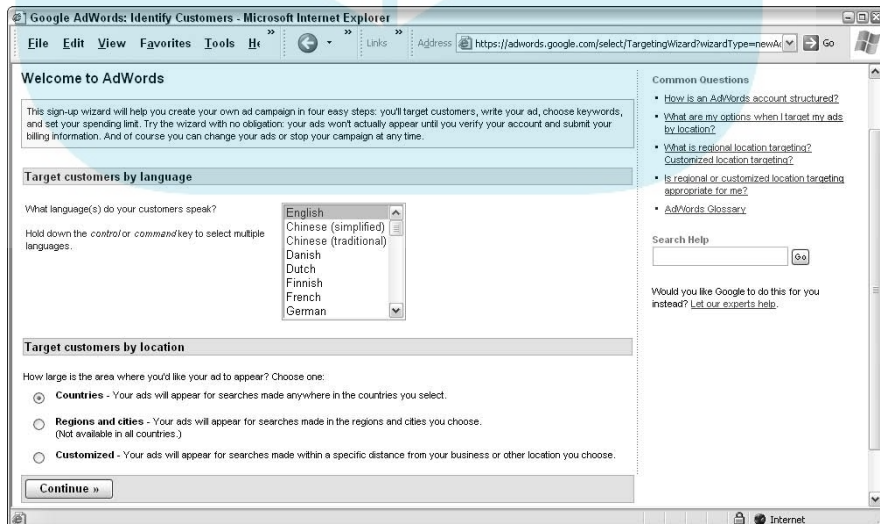 Google AdWords: Identify Customers - Microsoft Internet Explorer
File Edit View Favorites Tools He » » Links » Address https://adwords.google.com/select/TargetingWizard?wizardType=newAc Go
Welcome to AdWords
This sign-up wizard will help you create your own ad campaign in four easy steps: you'll target customers, write your ad, choose keywords,
and set your spending limit. Try the wizard with no obligation: your ads won't actually appear until you verify your account and submit your
billing information. And of course you can change your ads or stop your campaign at any time.
Target customers by language
What language(s) do your customers speak?
Hold down the control or command key to select multiple
languages.
English
Chinese (simplified)
Chinese (traditional)
Danish
Dutch
Finnish
French
German
Target customers by location
How large is the area where you'd like your ad to appear? Choose one:
Countries - Your ads will appear for searches made anywhere in the countries you select.
Regions and cities - Your ads will appear for searches made in the regions and cities you choose.
(Not available in all countries.)
Customized - Your ads will appear for searches made within a specific distance from your business or other location you choose.
Continue »
Common Questions
How is an AdWords account structured?
What are my options when I target my ads
by location?
What is regional location targeting?
Customized location targeting?
Is regional or customized location targeting
appropriate for me?
AdWords Glossary
Search Help
Go
Would you like Google to do this for you
instead? Let our experts help.
Internet